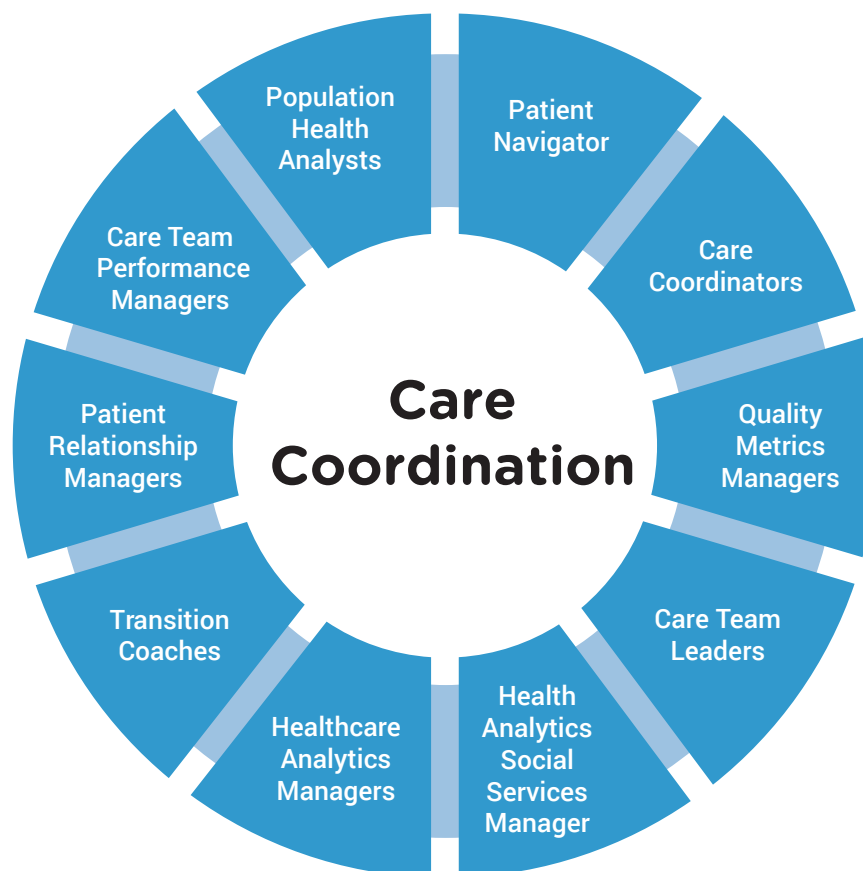 Care
Coordination
Patient
Navigator
Care
Coordinators
Quality
Metrics
Managers
Care Team
Leaders
Health
Analytics
Social
Services
Manager
Healthcare
Analytics
Managers
Transition
Coaches
Patient
Relationship
Managers
Care Team
Performance
Managers
Population
Health
Analysts